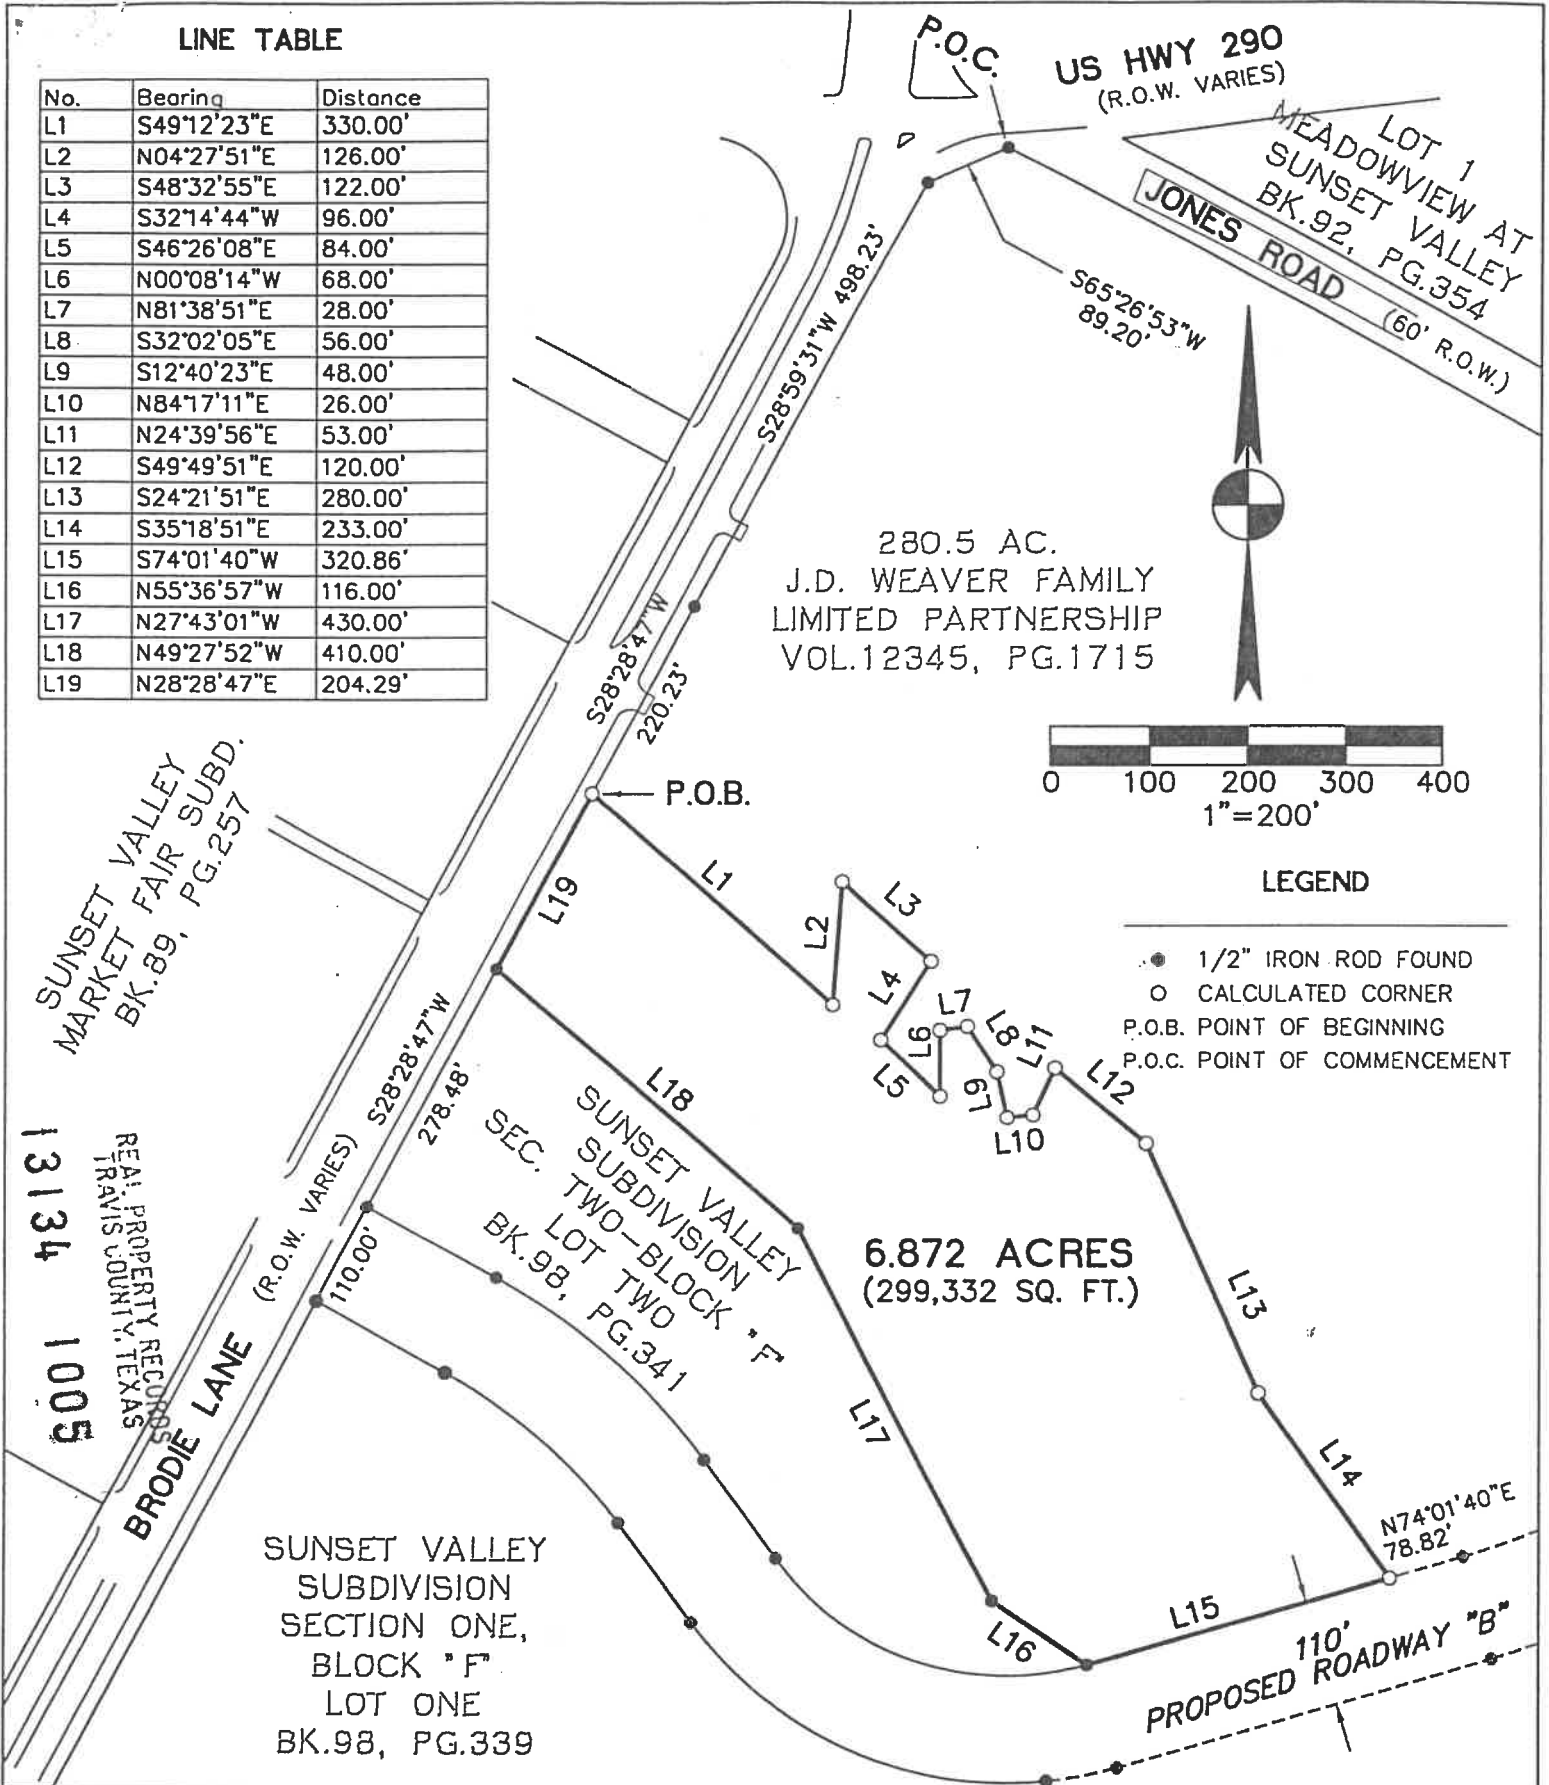 LINE TABLE
No. Bearing Distance
L1 S49°12'23"E 330.00'
L2 N04°27'51"E 126.00'
L3 S48°32'55"E 122.00'
L4 S32°14'44"W 96.00'
L5 S46°26'08"E 84.00'
L6 N00°08'14"W 68.00'
L7 N81°38'51"E 28.00'
L8 S32°02'05"E 56.00'
L9 S12°40'23"E 48.00'
L10 N84°17'11"E 26.00'
L11 N24°39'56"E 53.00'
L12 S49°49'51"E 120.00'
L13 S24°21'51"E 280.00'
L14 S35°18'51"E 233.00'
L15 S74°01'40"W 320.86'
L16 N55°36'57"W 116.00'
L17 N27°43'01"W 430.00'
L18 N49°27'52"W 410.00'
L19 N28°28'47"E 204.29'
P.O.C.
US HWY 290
(R.O.W. VARIES)
LOT 1
MEADOWVIEW AT
SUNSET VALLEY
BK.92, PG.354
JONES ROAD (60' R.O.W.)
S65°26'53"W
89.20'
S28°59'31"W 498.23'
280.5 AC.
J.D. WEAVER FAMILY
LIMITED PARTNERSHIP
VOL.12345, PG.1715
S28°28'47"W
220.23'
0 100 200 300 400
1"=200'
P.O.B.
SUNSET VALLEY
MARKET FAIR SUBD.
BK.89, PG.257
LEGEND
1/2" IRON ROD FOUND
CALCULATED CORNER
P.O.B. POINT OF BEGINNING
P.O.C. POINT OF COMMENCEMENT
L1
L2
L3
L4
L5
L6
L7
L8
L9
L10
L11
L12
L13
L14
L15
L16
L17
L18
L19
S28°28'47"W
278.48'
110.00'
SUNSET VALLEY
SUBDIVISION
SEC. TWO-BLOCK "F"
LOT TWO
BK.98, PG.341
6.872 ACRES
(299,332 SQ. FT.)
REAL PROPERTY RECORDS
TRAVIS COUNTY, TEXAS
13134 1005
BRODIE LANE (R.O.W. VARIES)
SUNSET VALLEY
SUBDIVISION
SECTION ONE,
BLOCK "F"
LOT ONE
BK.98, PG.339
N74°01'40"E
78.82'
110'
PROPOSED ROADWAY "B"